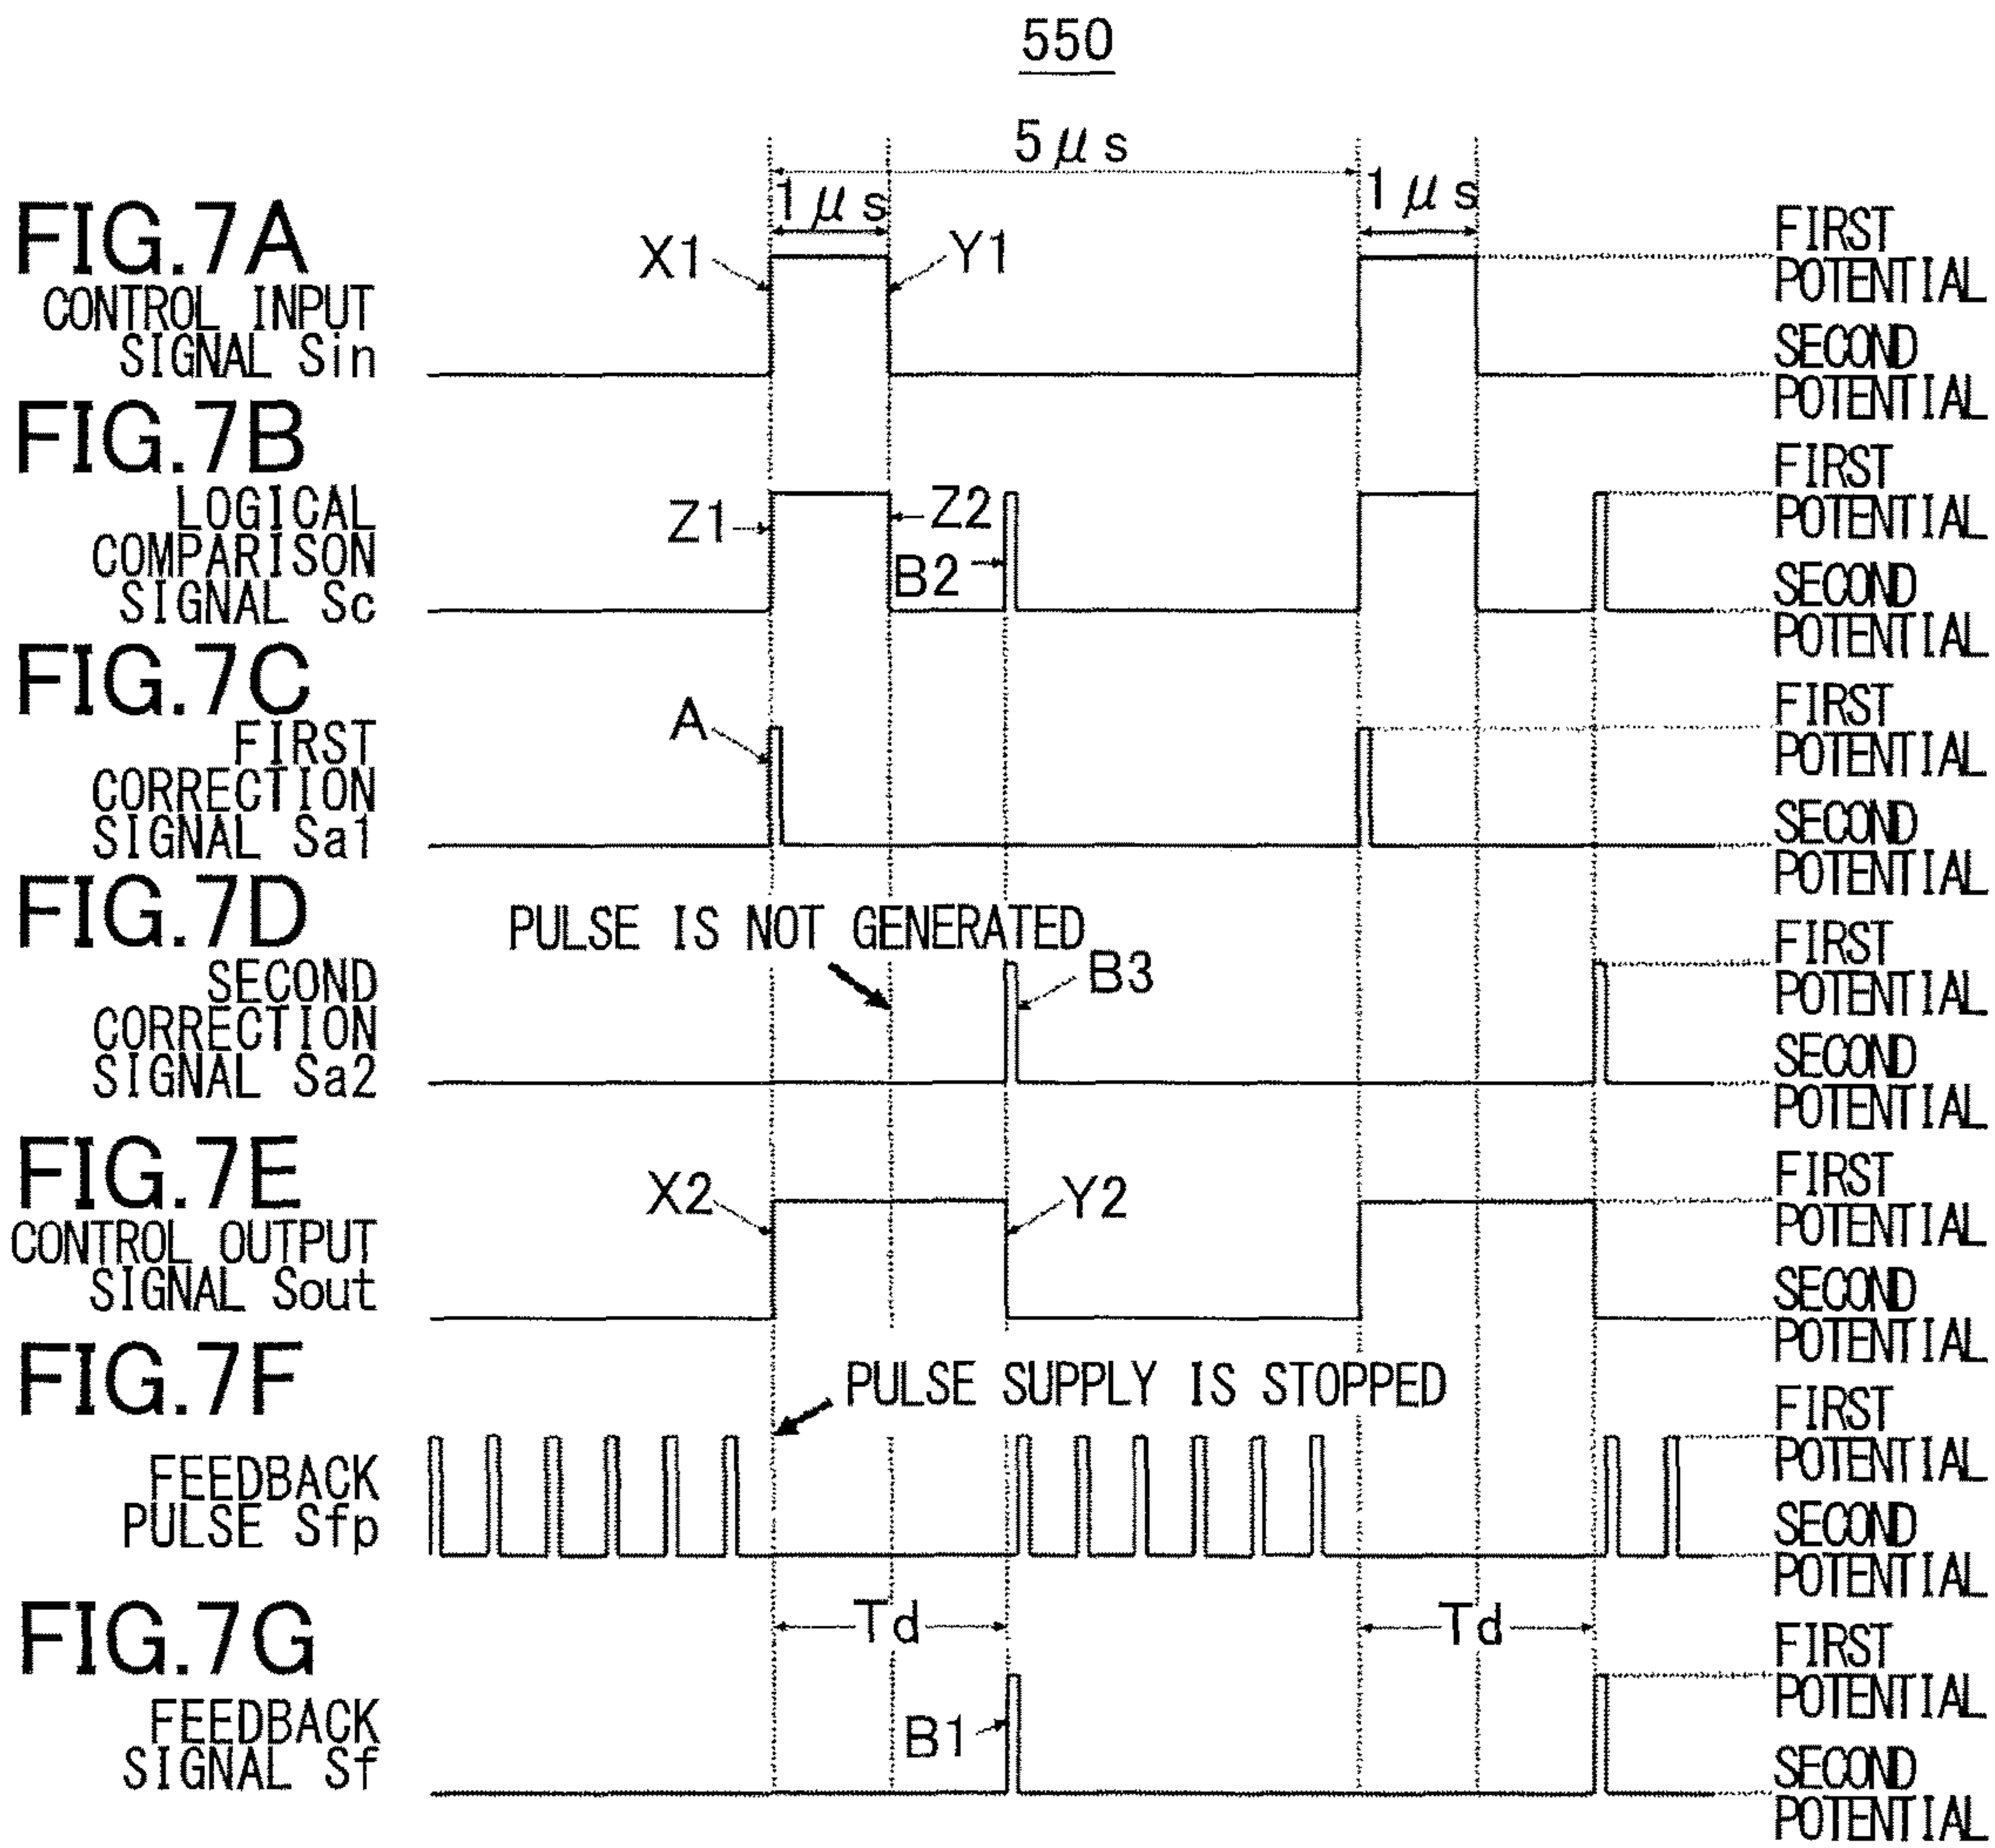 550
5μs
1μs
1μs
FIG.7A
CONTROL INPUT
SIGNAL Sin
X1
Y1
FIRST
POTENTIAL
SECOND
POTENTIAL
FIG.7B
LOGICAL
COMPARISON
SIGNAL Sc
Z1
Z2
B2
FIRST
POTENTIAL
SECOND
POTENTIAL
FIG.7C
FIRST
CORRECTION
SIGNAL Sa1
A
FIRST
POTENTIAL
SECOND
POTENTIAL
FIG.7D
SECOND
CORRECTION
SIGNAL Sa2
PULSE IS NOT GENERATED
B3
FIRST
POTENTIAL
SECOND
POTENTIAL
FIG.7E
CONTROL OUTPUT
SIGNAL Sout
X2
Y2
FIRST
POTENTIAL
SECOND
POTENTIAL
FIG.7F
FEEDBACK
PULSE Sfp
PULSE SUPPLY IS STOPPED
FIRST
POTENTIAL
SECOND
POTENTIAL
FIG.7G
FEEDBACK
SIGNAL Sf
Td
Td
B1
FIRST
POTENTIAL
SECOND
POTENTIAL